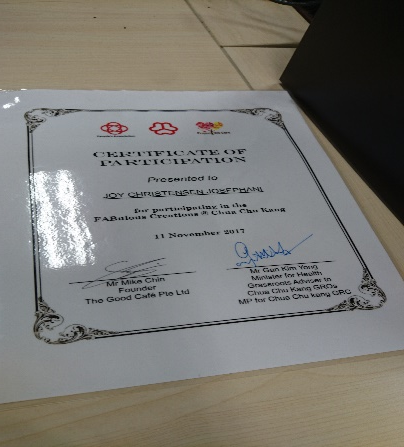 CERTIFICATE OF
PARTICIPATION
Presented to
JOY CHRISTENSEN JOSEPHANI
for participating in the
FABulous Creations @ Chua Chu Kang
11 November 2017
Mr Mike Chin
Founder
The Good Café Pte Ltd
Mr Gan Kim Yong
Minister for Health
Grassroots Adviser to
Chua Chu Kang GROs
MP for Chua Chu kang GRC